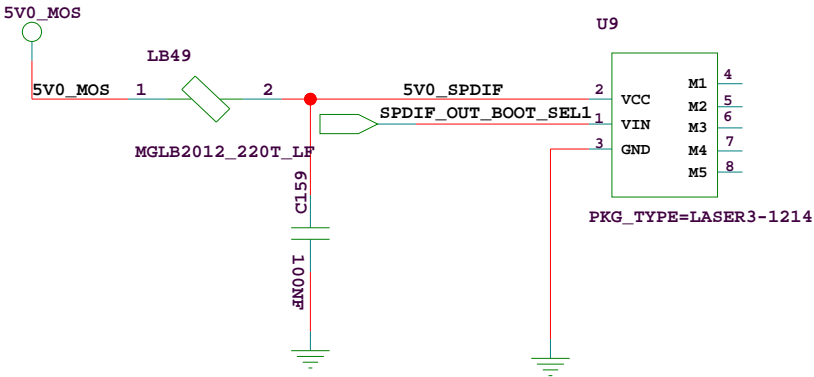 5V0_MOS
U9
LB49
5V0_MOS 1 2 5V0_SPDIF 2 VCC M1 4
SPDIF_OUT_BOOT_SEL1 1 VIN M2 5
M3 6
3 GND M4 7
M5 8
MGLB2012_220T_LF
C159
PKG_TYPE=LASER3-1214
100NF